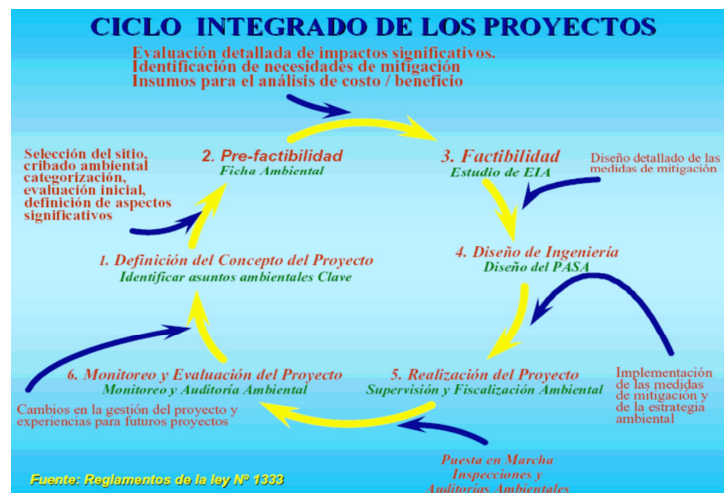 CICLO INTEGRADO DE LOS PROYECTOS
Evaluación detallada de impactos significativos.
Identificación de necesidades de mitigación
Insumos para el análisis de costo / beneficio
Selección del sitio,
cribado ambiental
categorización,
evaluación inicial,
definición de aspectos
significativos
2. Pre-factibilidad
Ficha Ambiental
3. Factibilidad
Estudio de EIA
Diseño detallado de las
medidas de mitigación
1. Definición del Concepto del Proyecto
Identificar asuntos ambientales Clave
4. Diseño de Ingeniería
Diseño del PASA
6. Monitoreo y Evaluación del Proyecto
Monitoreo y Auditoría Ambiental
5. Realización del Proyecto
Supervisión y Fiscalización Ambiental
Implementación
de las medidas
de mitigación y
de la estrategia
ambiental
Cambios en la gestión del proyecto y
experiencias para futuros proyectos
Puesta en Marcha
Inspecciones y
Auditorías Ambientales
Fuente: Reglamentos de la ley Nº 1333